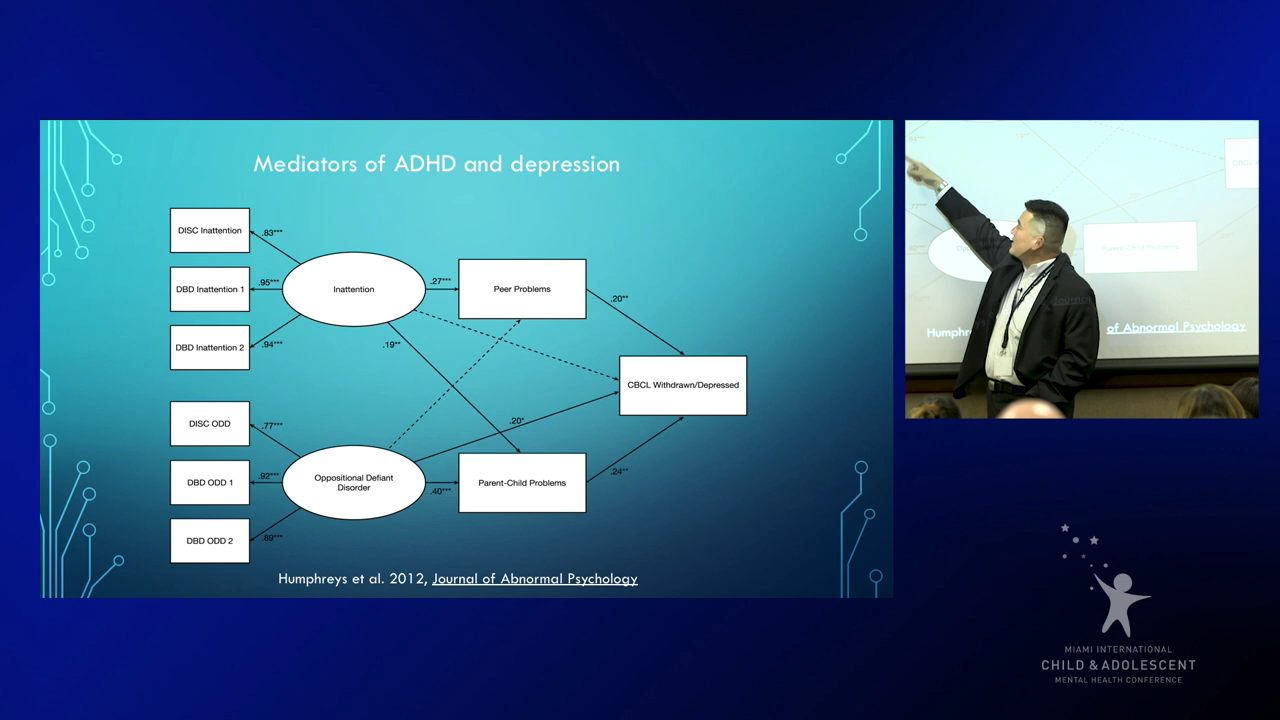 Mediators of ADHD and depression
DISC Inattention
.83***
DBD Inattention 1
.95***
Inattention
.27***
Peer Problems
.20**
DBD Inattention 2
.94***
.19**
CBCL Withdrawn/Depressed
DISC ODD
.77***
.20*
DBD ODD 1
.92***
Oppositional Defiant
Disorder
.40***
Parent-Child Problems
.24**
DBD ODD 2
.89***
Humphreys et al. 2012, Journal of Abnormal Psychology
CBCL
Parent-Child Problems
Humphre
of Abnormal Psychology
MIAMI INTERNATIONAL
CHILD & ADOLESCENT
MENTAL HEALTH CONFERENCE